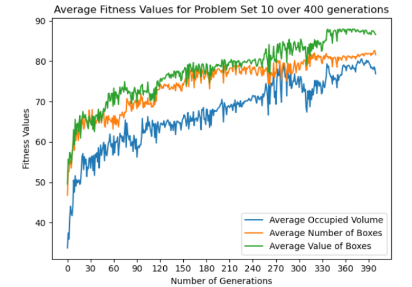 Average Fitness Values for Problem Set 10 over 400 generations
90
80
70
60
50
40
Fitness Values
0 30 60 90 120 150 180 210 240 270 300 330 360 390
Number of Generations
Average Occupied Volume
Average Number of Boxes
Average Value of Boxes